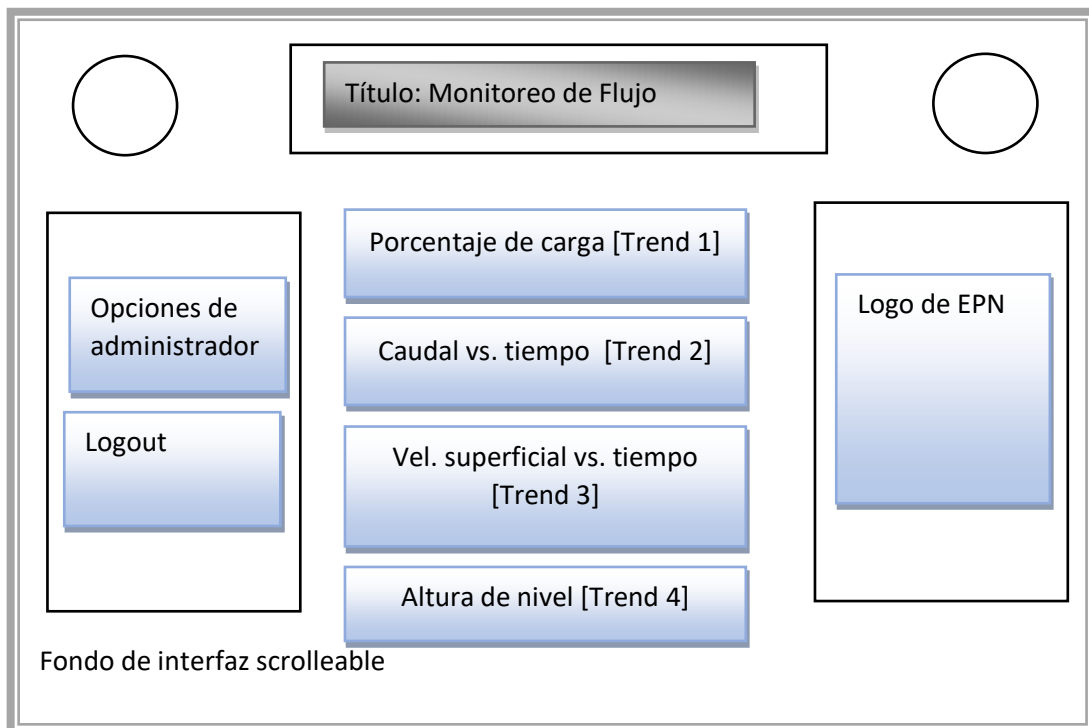 Título: Monitoreo de Flujo
Porcentaje de carga [Trend 1]
Opciones de
administrador
Logo de EPN
Caudal vs. tiempo  [Trend 2]
Logout
Vel. superficial vs. tiempo
[Trend 3]
Altura de nivel [Trend 4]
Fondo de interfaz scrolleable